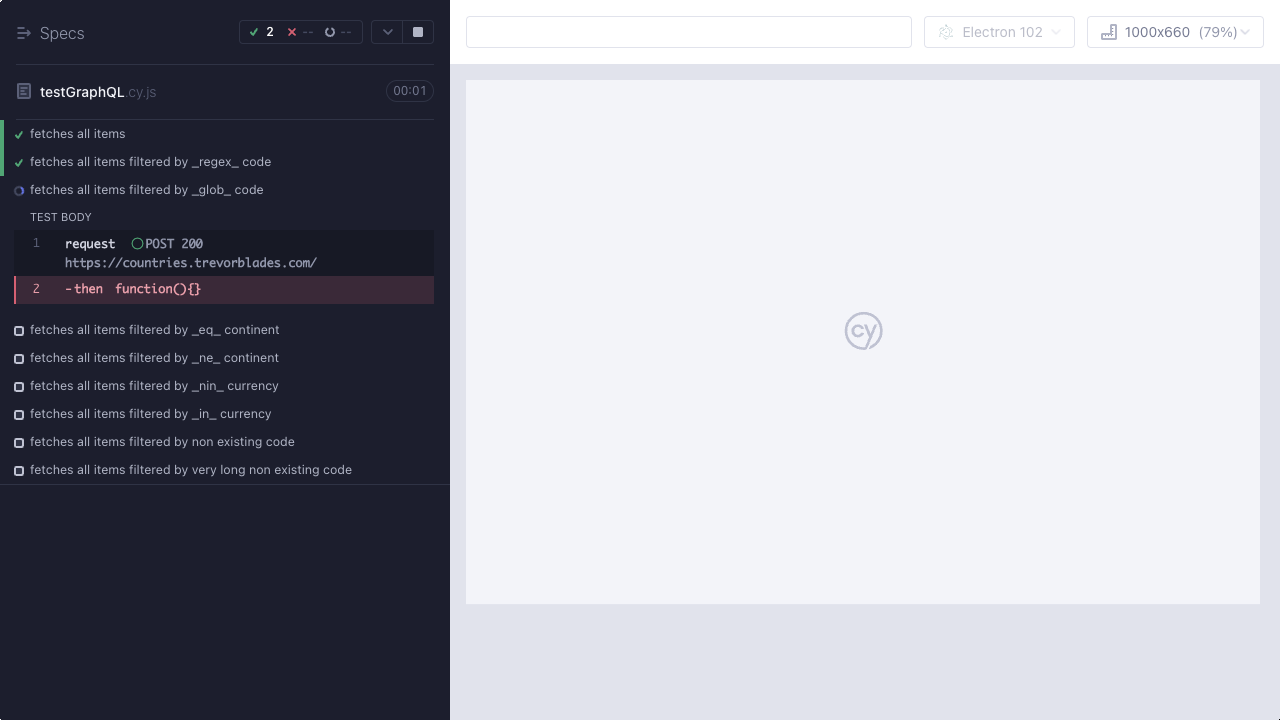 Specs
2 -- --
testGraphQL.cy.js
00:01
fetches all items
fetches all items filtered by _regex_ code
fetches all items filtered by _glob_ code
TEST BODY
1 request POST 200
https://countries.trevorblades.com/
2 -then function(){}
fetches all items filtered by _eq_ continent
fetches all items filtered by _ne_ continent
fetches all items filtered by _nin_ currency
fetches all items filtered by _in_ currency
fetches all items filtered by non existing code
fetches all items filtered by very long non existing code
Electron 102
1000x660 (79%)
cy